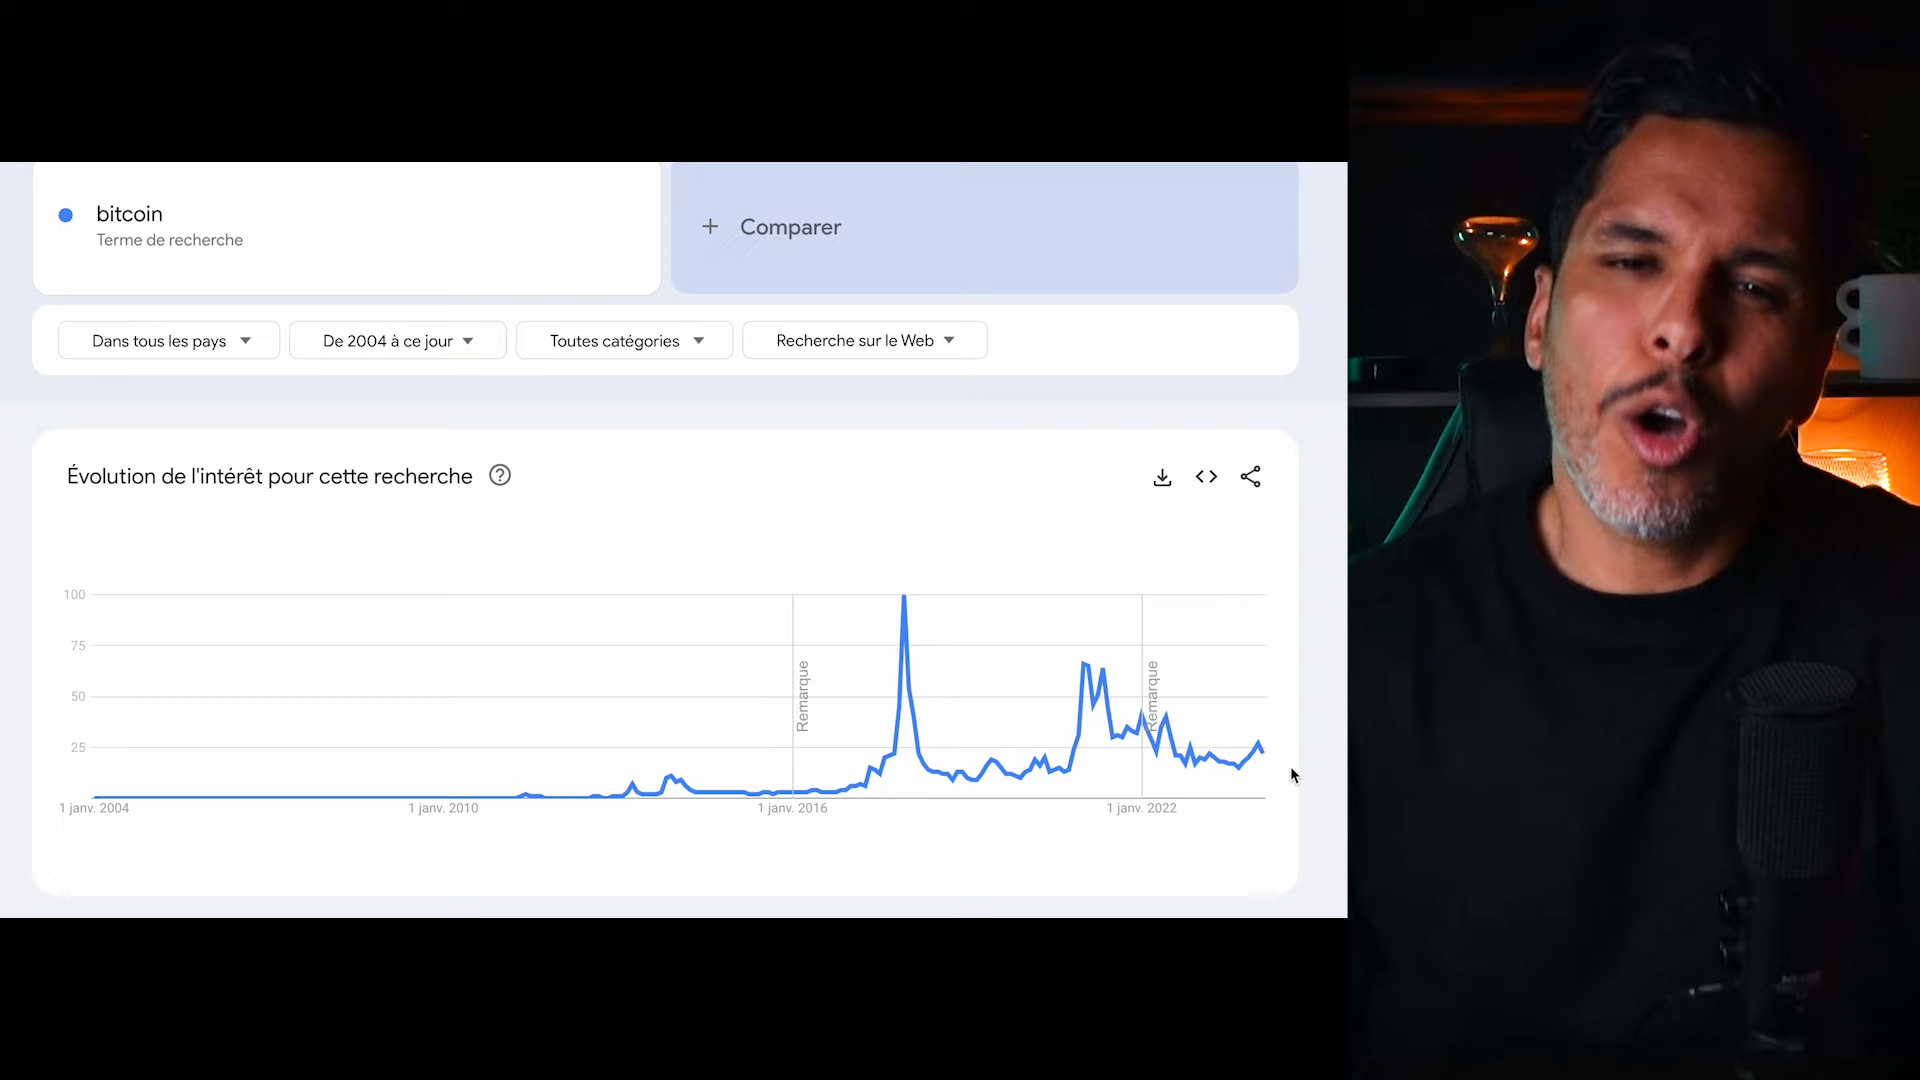 bitcoin
Terme de recherche
+ Comparer
Dans tous les pays
De 2004 à ce jour
Toutes catégories
Recherche sur le Web
Évolution de l'intérêt pour cette recherche
100
75
50
25
Remarque
Remarque
1 janv. 2004
1 janv. 2010
1 janv. 2016
1 janv. 2022